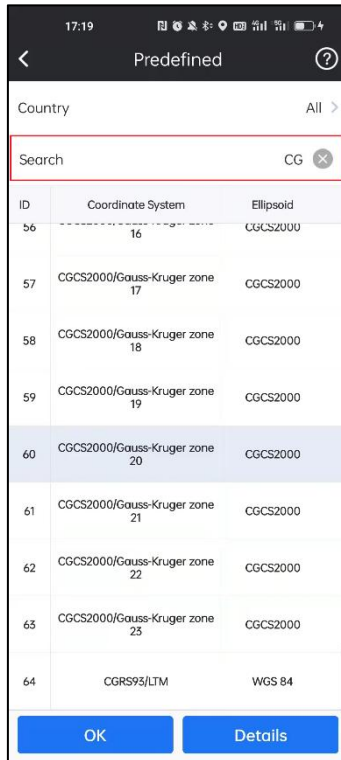 17:19
Predefined
Country All
Search CG
ID Coordinate System Ellipsoid
56 16 CGCS2000
57 CGCS2000/Gauss-Kruger zone 17 CGCS2000
58 CGCS2000/Gauss-Kruger zone 18 CGCS2000
59 CGCS2000/Gauss-Kruger zone 19 CGCS2000
60 CGCS2000/Gauss-Kruger zone 20 CGCS2000
61 CGCS2000/Gauss-Kruger zone 21 CGCS2000
62 CGCS2000/Gauss-Kruger zone 22 CGCS2000
63 CGCS2000/Gauss-Kruger zone 23 CGCS2000
64 CGRS93/LTM WGS 84
OK Details